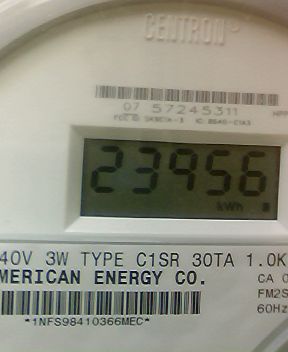 CENTRON
07 57245311
23956
kWh
40V 3W TYPE C1SR 30TA 1.0K
MERICAN ENERGY CO.
CA 0
FM2S
60Hz
*1NFS98410366MEC*